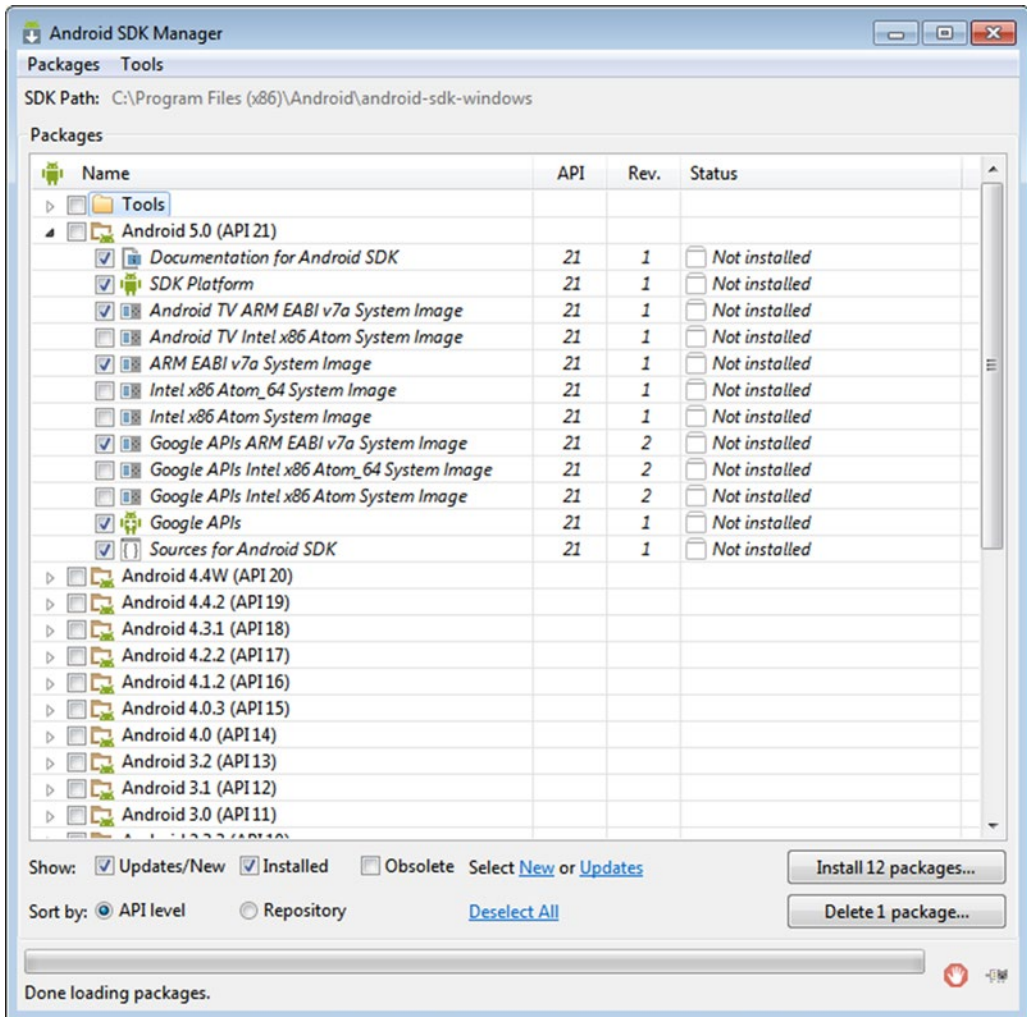 Android SDK Manager
Packages Tools
SDK Path: C:\Program Files (x86)\Android\android-sdk-windows
Packages
Name API Rev. Status
Tools
Android 5.0 (API 21)
Documentation for Android SDK 21 1 Not installed
SDK Platform 21 1 Not installed
Android TV ARM EABI v7a System Image 21 1 Not installed
Android TV Intel x86 Atom System Image 21 1 Not installed
ARM EABI v7a System Image 21 1 Not installed
Intel x86 Atom_64 System Image 21 1 Not installed
Intel x86 Atom System Image 21 1 Not installed
Google APIs ARM EABI v7a System Image 21 2 Not installed
Google APIs Intel x86 Atom_64 System Image 21 2 Not installed
Google APIs Intel x86 Atom System Image 21 2 Not installed
Google APIs 21 1 Not installed
Sources for Android SDK 21 1 Not installed
Android 4.4W (API 20)
Android 4.4.2 (API 19)
Android 4.3.1 (API 18)
Android 4.2.2 (API 17)
Android 4.1.2 (API 16)
Android 4.0.3 (API 15)
Android 4.0 (API 14)
Android 3.2 (API 13)
Android 3.1 (API 12)
Android 3.0 (API 11)
Show: Updates/New Installed Obsolete Select New or Updates Install 12 packages...
Sort by: API level Repository Deselect All Delete 1 package...
Done loading packages.